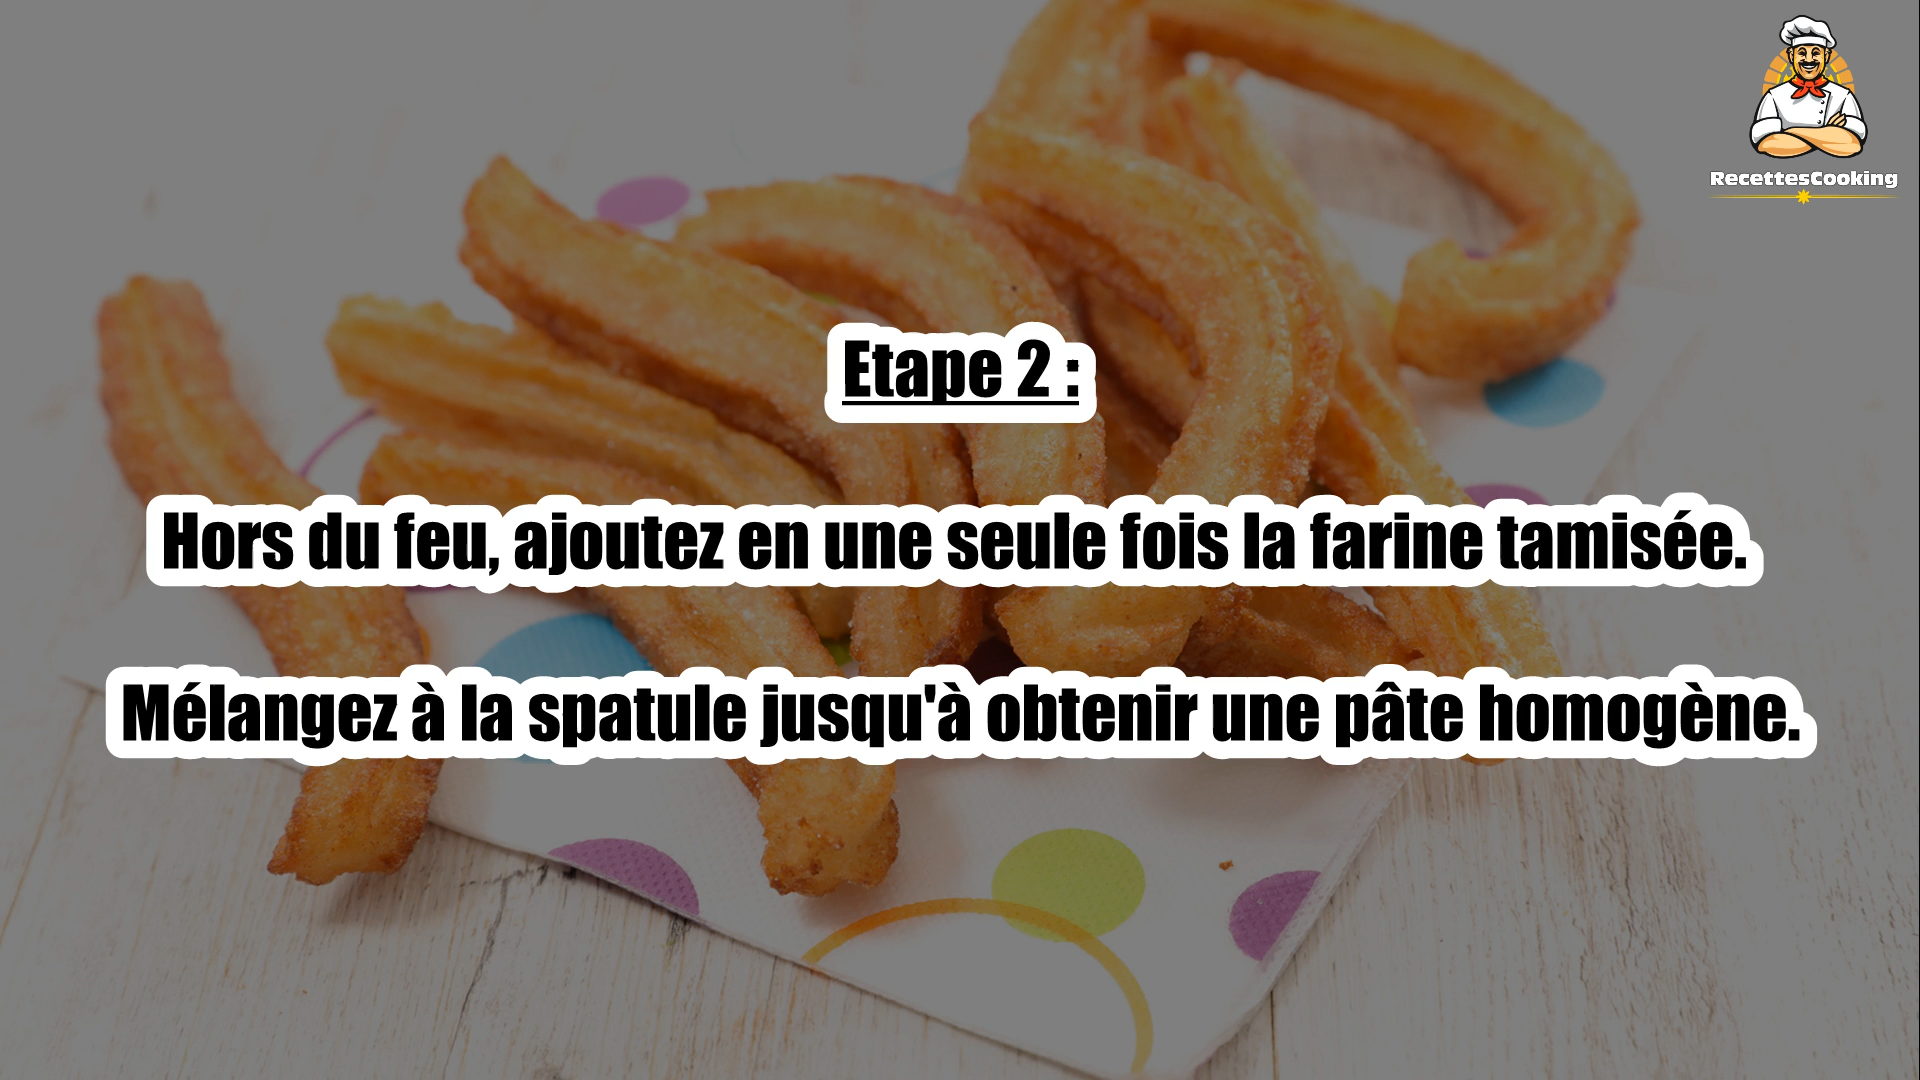 RecettesCooking
Etape 2 :
Hors du feu, ajoutez en une seule fois la farine tamisée.
Mélangez à la spatule jusqu'à obtenir une pâte homogène.